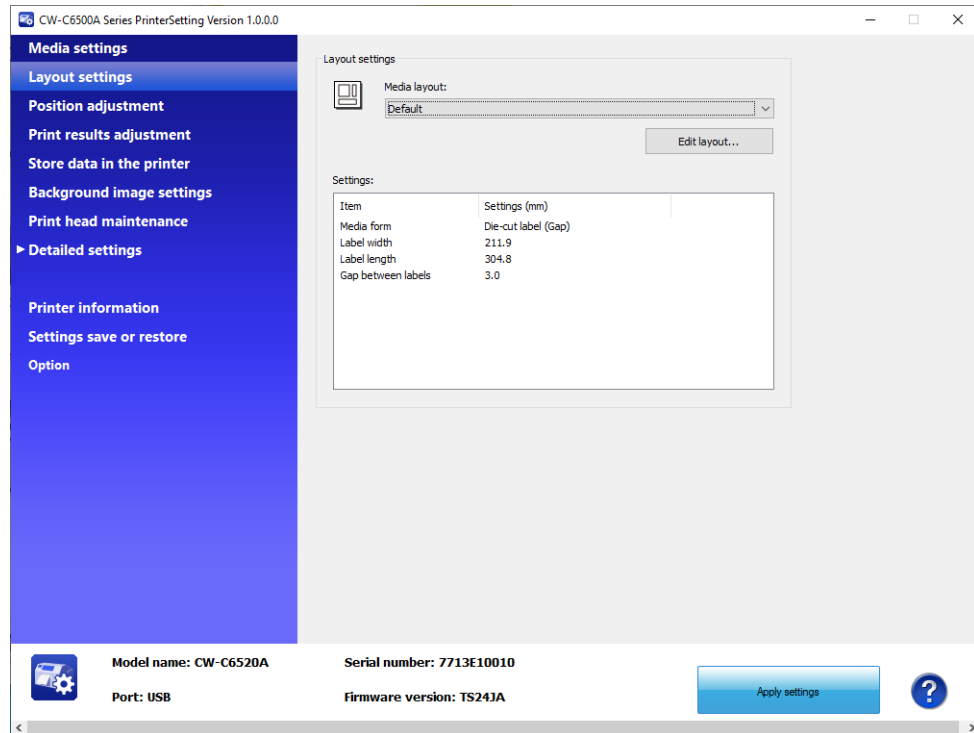 CW-C6500A Series PrinterSetting Version 1.0.0.0
Media settings
Layout settings
Position adjustment
Print results adjustment
Store data in the printer
Background image settings
Print head maintenance
Detailed settings
Printer information
Settings save or restore
Option
Layout settings
Media layout:
Default
Edit layout...
Settings:
Item Settings (mm)
Media form Die-cut label (Gap)
Label width 211.9
Label length 304.8
Gap between labels 3.0
Model name: CW-C6520A Serial number: 7713E10010
Port: USB Firmware version: TS24JA
Apply settings
?